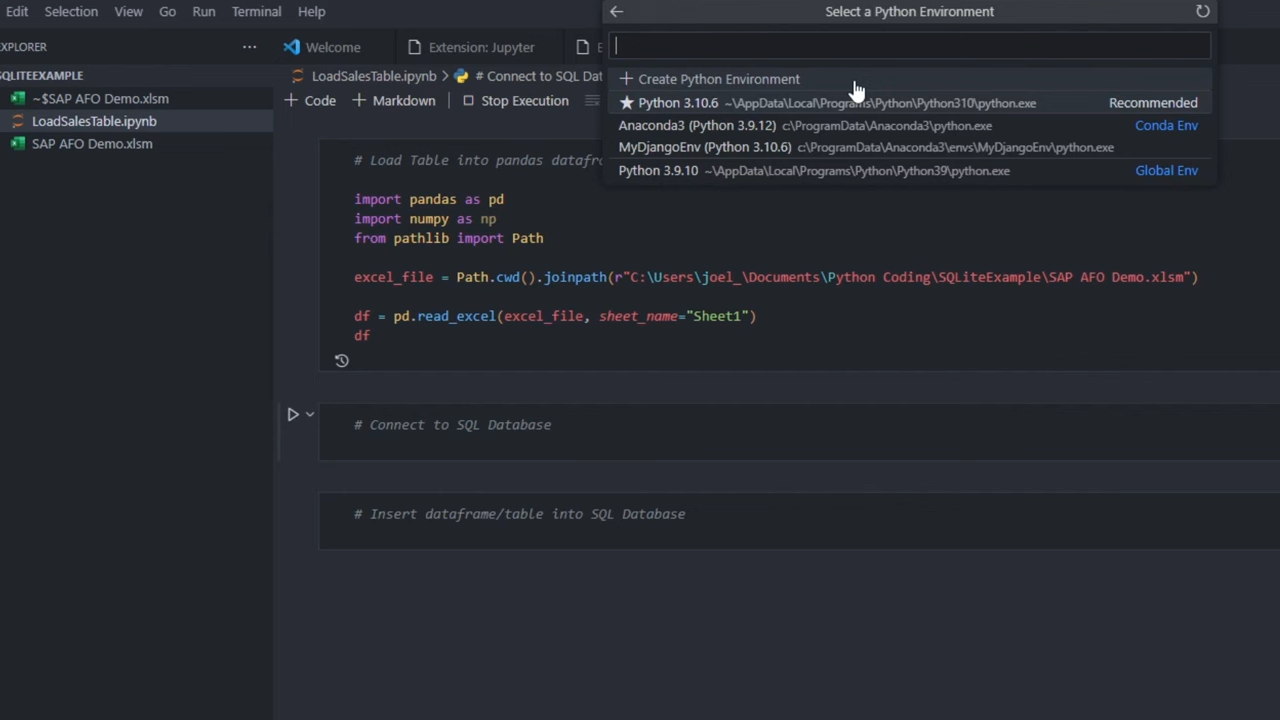 Edit Selection View Go Run Terminal Help
Select a Python Environment
EXPLORER
Welcome
Extension: Jupyter
E
SQLITEEXAMPLE
LoadSalesTable.ipynb > # Connect to SQL Dat
+ Create Python Environment
~$SAP AFO Demo.xlsm
+ Code + Markdown Stop Execution
★ Python 3.10.6 ~\AppData\Local\Programs\Python\Python310\python.exe Recommended
LoadSalesTable.ipynb
Anaconda3 (Python 3.9.12) c:\ProgramData\Anaconda3\python.exe Conda Env
SAP AFO Demo.xlsm
MyDjangoEnv (Python 3.10.6) c:\ProgramData\Anaconda3\envs\MyDjangoEnv\python.exe
Python 3.9.10 ~\AppData\Local\Programs\Python\Python39\python.exe Global Env
# Load Table into pandas datafr
import pandas as pd
import numpy as np
from pathlib import Path
excel_file = Path.cwd().joinpath(r"C:\Users\joel_\Documents\Python Coding\SQLiteExample\SAP AFO Demo.xlsm")
df = pd.read_excel(excel_file, sheet_name="Sheet1")
df
# Connect to SQL Database
# Insert dataframe/table into SQL Database